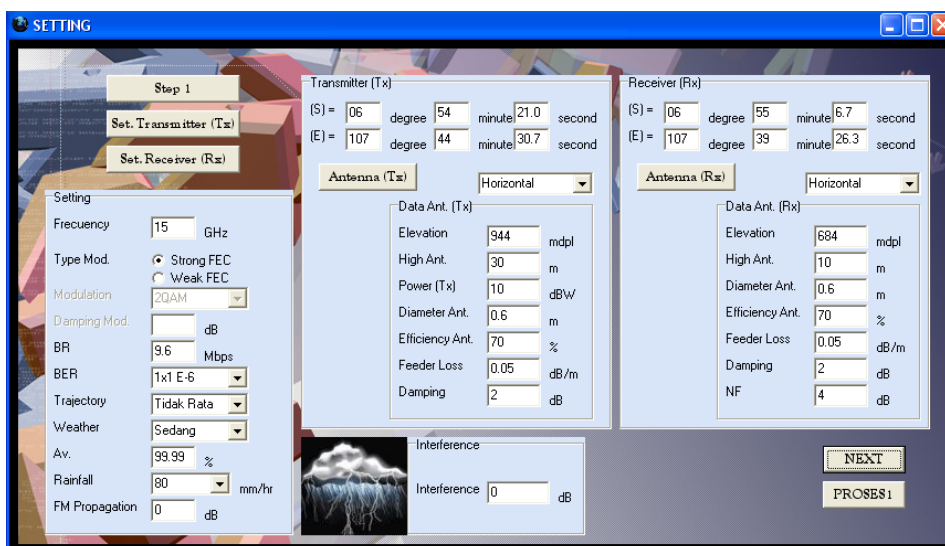 SETTING
Step 1
Set. Transmitter (Tx)
Set. Receiver (Rx)
Transmitter (Tx)
(S) = 06 degree 54 minute 21.0 second
(E) = 107 degree 44 minute 30.7 second
Antenna (Tx) Horizontal
Data Ant. (Tx)
Elevation 944 mdpl
High Ant. 30 m
Power (Tx) 10 dBW
Diameter Ant. 0.6 m
Efficiency Ant. 70 %
Feeder Loss 0.05 dB/m
Damping 2 dB
Receiver (Rx)
(S) = 06 degree 55 minute 6.7 second
(E) = 107 degree 39 minute 26.3 second
Antenna (Rx) Horizontal
Data Ant. (Rx)
Elevation 684 mdpl
High Ant. 10 m
Diameter Ant. 0.6 m
Efficiency Ant. 70 %
Feeder Loss 0.05 dB/m
Damping 2 dB
NF 4 dB
Setting
Frecuency 15 GHz
Type Mod. Strong FEC
Weak FEC
Modulation 2QAM
Damping Mod. dB
BR 9.6 Mbps
BER 1x1 E-6
Trajectory Tidak Rata
Weather Sedang
Av. 99.99 %
Rainfall 80 mm/hr
FM Propagation 0 dB
Interference
Interference 0 dB
NEXT
PROSES1